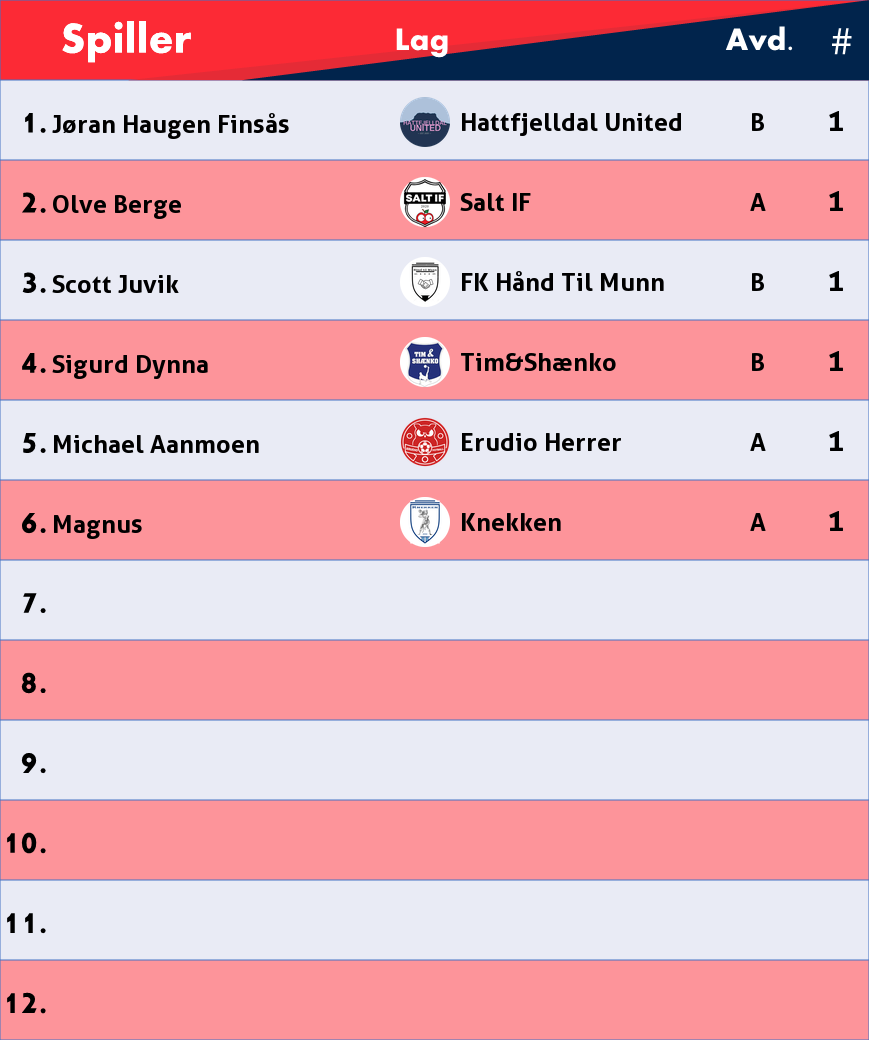 Spiller Lag Avd. #
1. Jøran Haugen Finsås HATTFJELLDAL UNITED Hattfjelldal United B 1
2. Olve Berge SALT IF Salt IF A 1
3. Scott Juvik FK Hånd Til Munn B 1
4. Sigurd Dynna TIM & SHÆNKO Tim&Shænko B 1
5. Michael Aanmoen Erudio Herrer A 1
6. Magnus Knekken A 1
7.
8.
9.
10.
11.
12.